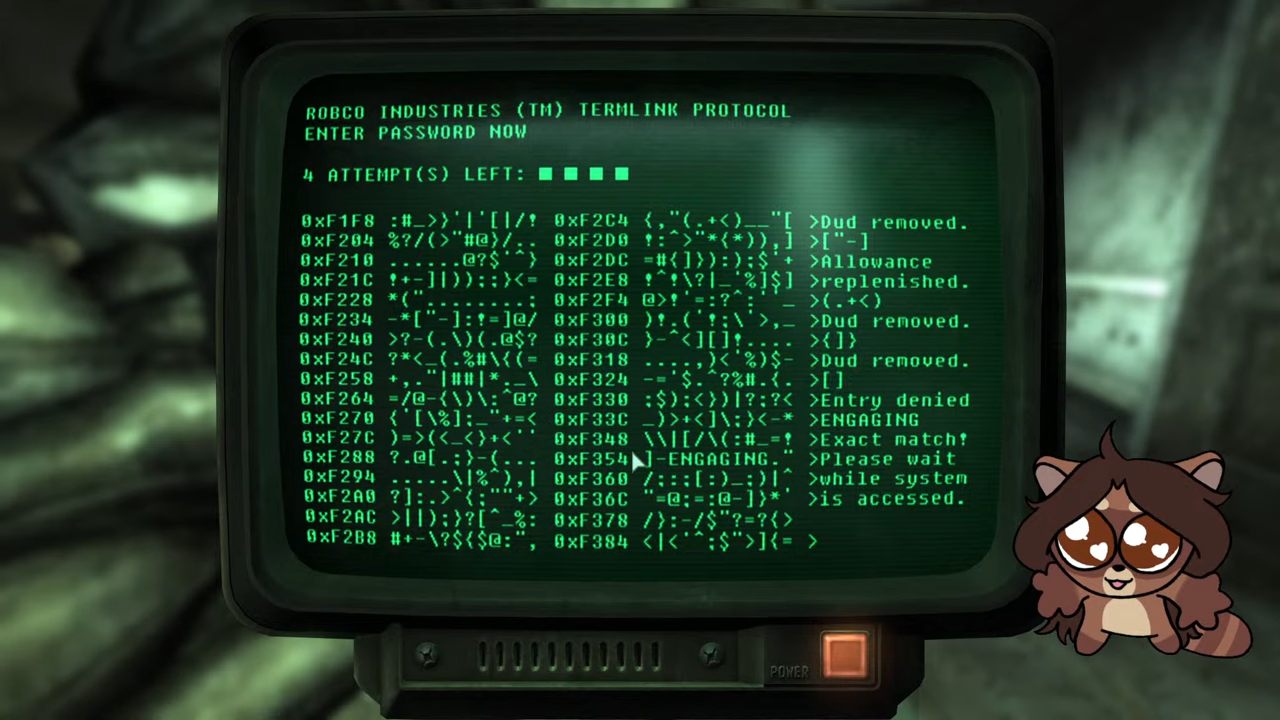 ROBCO INDUSTRIES (TM) TERMLINK PROTOCOL
ENTER PASSWORD NOW
4 ATTEMPT(S) LEFT: ■ ■ ■ ■
0xF1F8 :#_>}'|'[|/! 0xF2C4 {,"(.+<)__"[ >Dud removed.
0xF204 %?/(>"#@}/.. 0xF2D0 !:^>"*{*)),] >["-]
0xF210 ......@?$'^} 0xF2DC =#{]}):);$'+ >Allowance
0xF21C !+-]|));:}<= 0xF2E8 !^!\?|_'%]$] >replenished.
0xF228 *("........; 0xF2F4 @>!'=:?^:''_ >(.+<)
0xF234 -*["-]:!=]@/ 0xF300 )!.('!;\'>,_ >Dud removed.
0xF240 >?-(.\)(.@$? 0xF30C }-^<][]!.... >{]}
0xF24C ?*<_(.%#\{(= 0xF318 ....,)<'%)$- >Dud removed.
0xF258 +,."|##|*._\ 0xF324 -='$.^?%#.{. >[]
0xF264 =/@-{\)\:^@? 0xF330 ;$):<})|?;?< >Entry denied
0xF270 {'[\%];_"+=< 0xF33C _)>+<]\;}<-* >ENGAGING
0xF27C )=>(<_<}+<'' 0xF348 \\|[/\(:#_=! >Exact match!
0xF288 ?.@[.;}-(... 0xF354 ]-ENGAGING." >Please wait
0xF294 .....\|%^),| 0xF360 /:::[:)_;)|^ >while system
0xF2A0 ?]:.>^{;""+> 0xF36C "=@;=:@-]}*' >is accessed.
0xF2AC >||);}?[^_%: 0xF378 /}:-/$"?=?{>
0xF2B8 #+-\?${$@:", 0xF384 <|<'^;$">]{= >
POWER